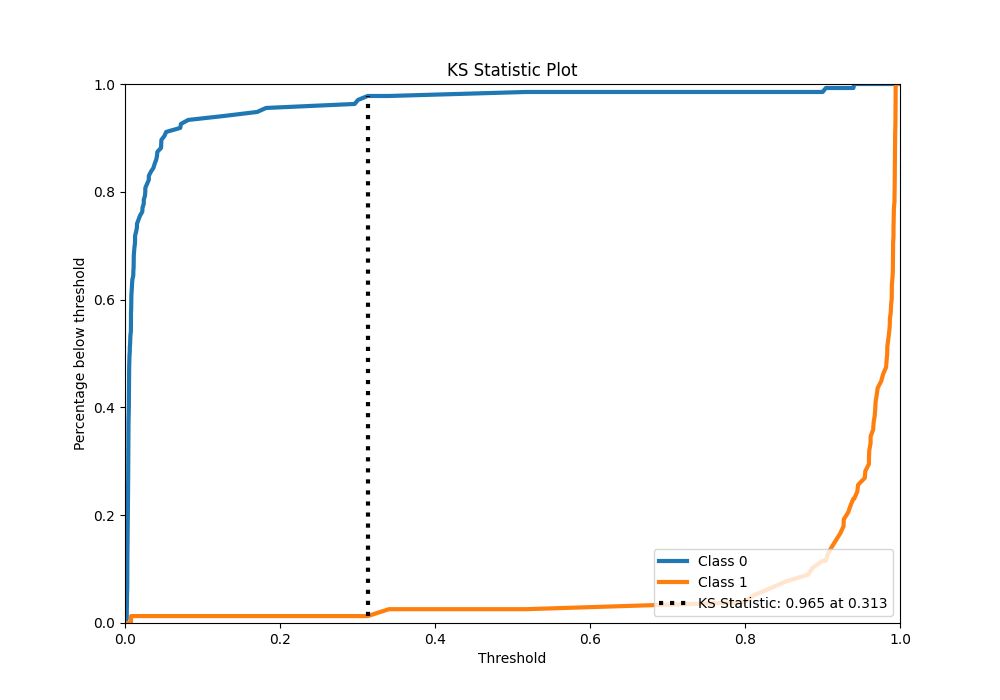 KS Statistic Plot
1.0
0.8
0.6
0.4
0.2
0.0
Percentage below threshold
Class 0
Class 1
KS Statistic: 0.965 at 0.313
0.0 0.2 0.4 0.6 0.8 1.0
Threshold